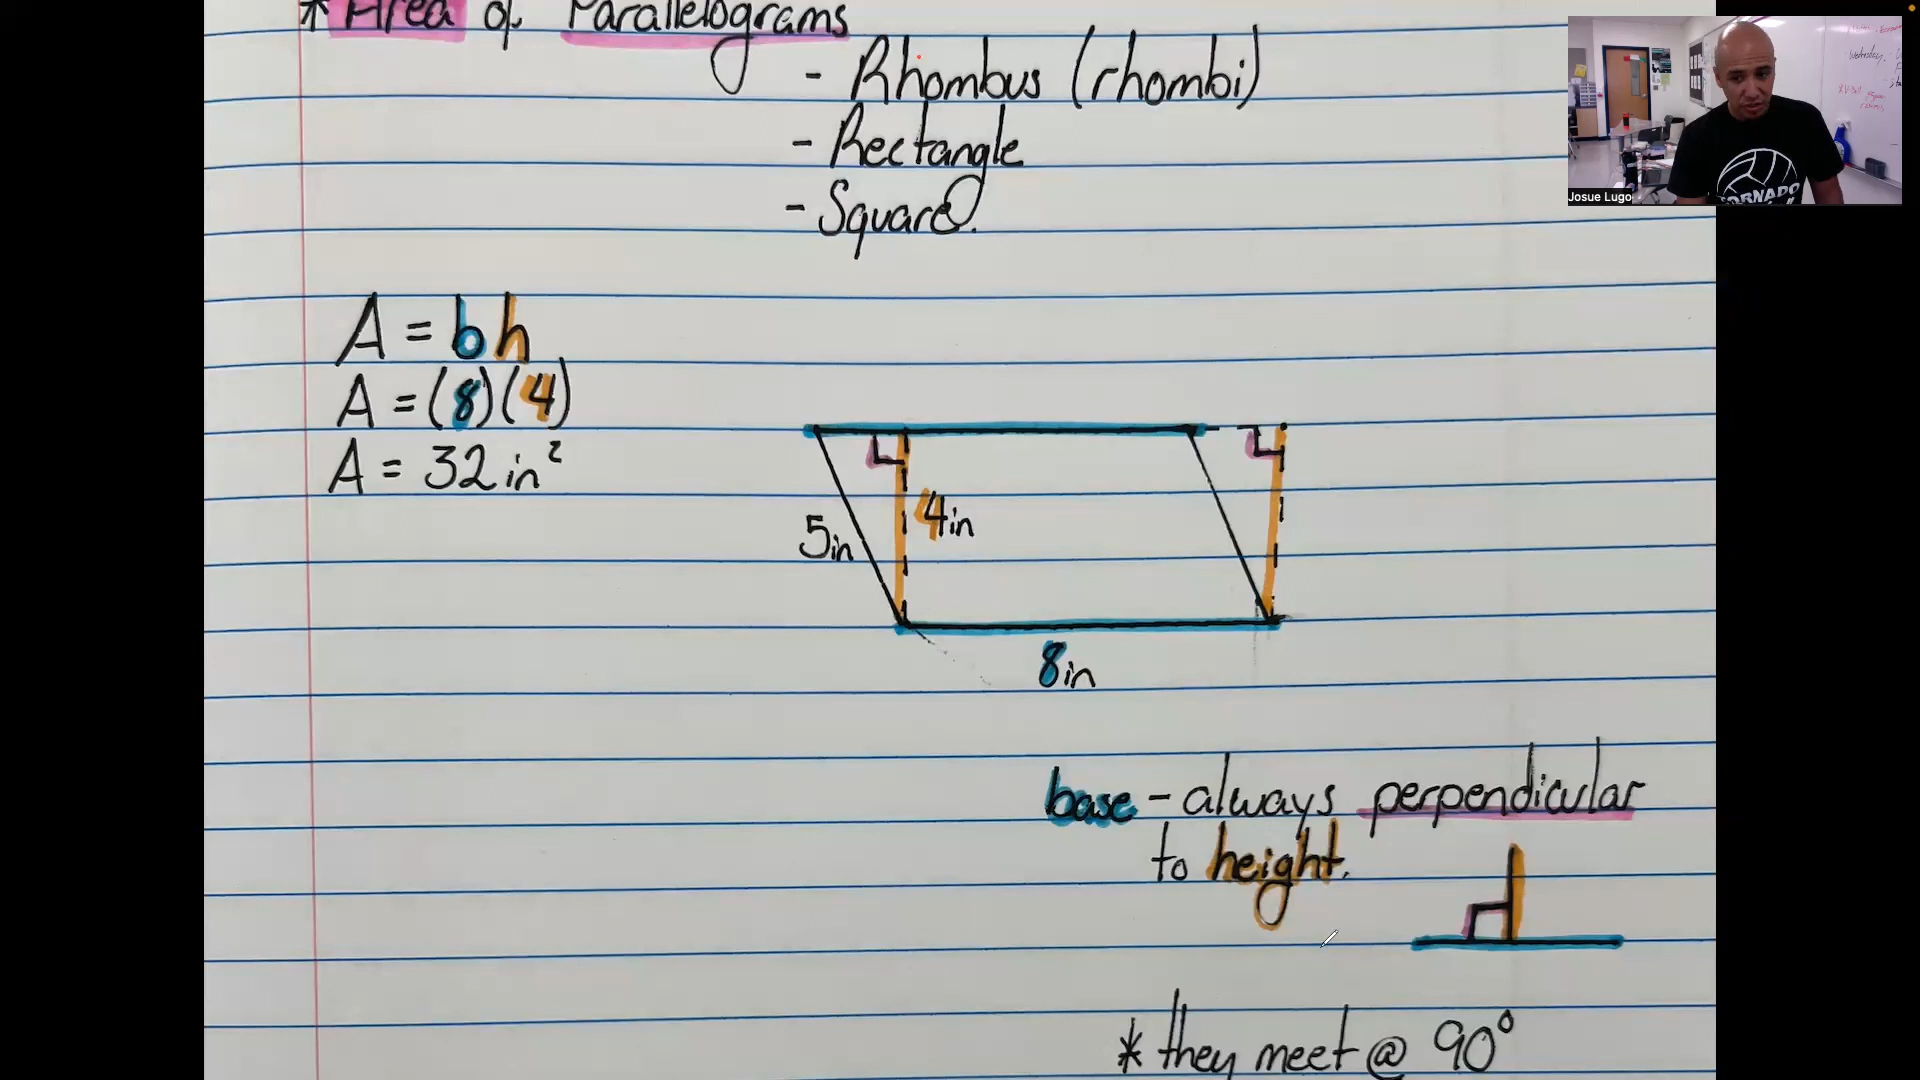 * Area of Parallelograms
- Rhombus (rhombi)
- Rectangle
- Square.
A = bh
A = (8)(4)
A = 32 in²
5in
4in
8in
base - always perpendicular
to height.
* they meet @ 90°
Josue Lugo
Wednesday